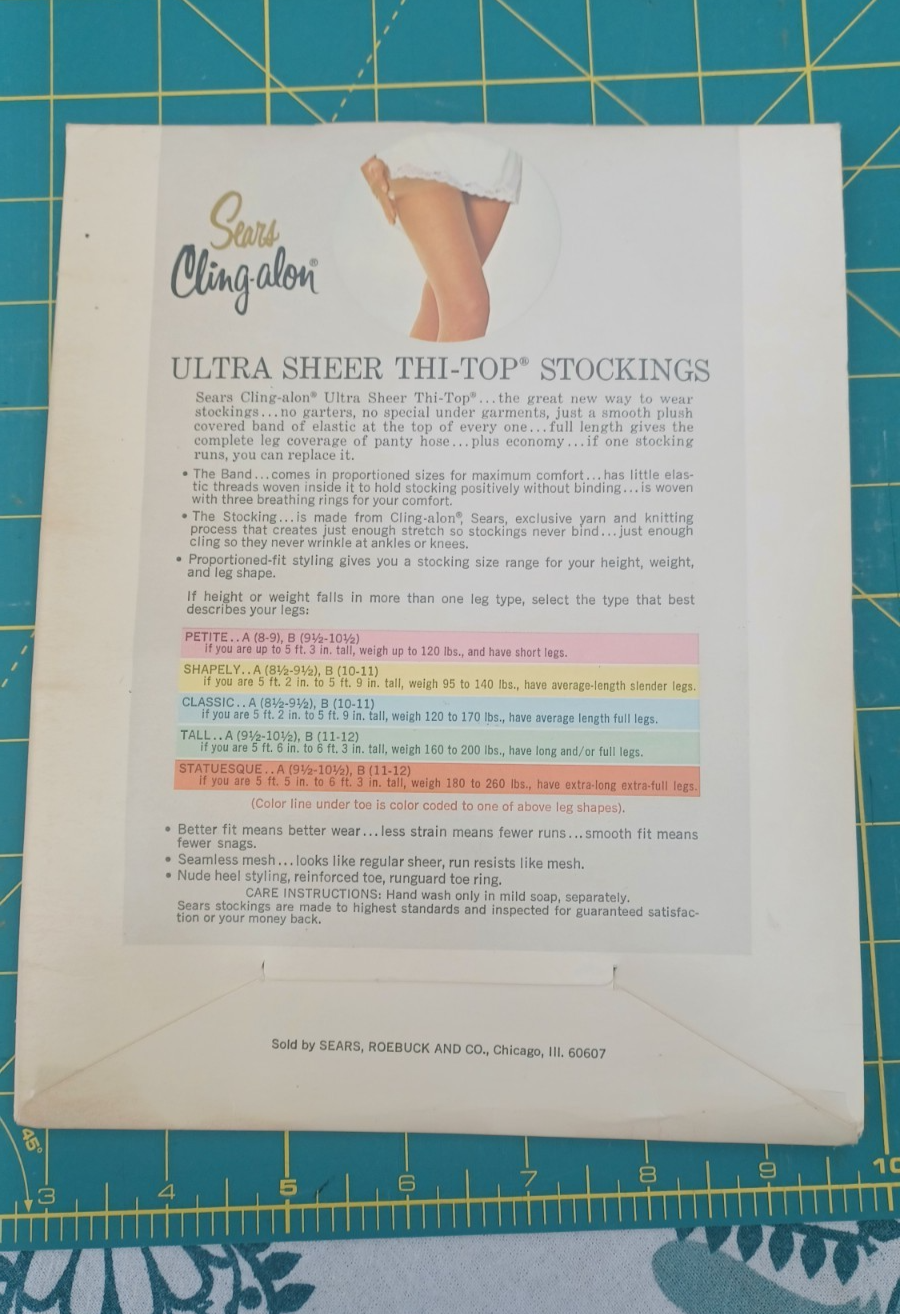 Sears
Cling-alon®
ULTRA SHEER THI-TOP® STOCKINGS
Sears Cling-alon® Ultra Sheer Thi-Top®...the great new way to wear
stockings...no garters, no special under garments, just a smooth plush
covered band of elastic at the top of every one...full length gives the
complete leg coverage of panty hose...plus economy...if one stocking
runs, you can replace it.
• The Band...comes in proportioned sizes for maximum comfort...has little elas-
tic threads woven inside it to hold stocking positively without binding...is woven
with three breathing rings for your comfort.
• The Stocking...is made from Cling-alon®, Sears, exclusive yarn and knitting
process that creates just enough stretch so stockings never bind...just enough
cling so they never wrinkle at ankles or knees.
• Proportioned-fit styling gives you a stocking size range for your height, weight,
and leg shape.
If height or weight falls in more than one leg type, select the type that best
describes your legs:
PETITE..A (8-9), B (9½-10½)
if you are up to 5 ft. 3 in. tall, weigh up to 120 lbs., and have short legs.
SHAPELY..A (8½-9½), B (10-11)
if you are 5 ft. 2 in. to 5 ft. 9 in. tall, weigh 95 to 140 lbs., have average-length slender legs.
CLASSIC..A (8½-9½), B (10-11)
if you are 5 ft. 2 in. to 5 ft. 9 in. tall, weigh 120 to 170 lbs., have average length full legs.
TALL..A (9½-10½), B (11-12)
if you are 5 ft. 6 in. to 6 ft. 3 in. tall, weigh 160 to 200 lbs., have long and/or full legs.
STATUESQUE..A (9½-10½), B (11-12)
if you are 5 ft. 5 in. to 6 ft. 3 in. tall, weigh 180 to 260 lbs., have extra-long extra-full legs.
(Color line under toe is color coded to one of above leg shapes).
• Better fit means better wear...less strain means fewer runs...smooth fit means
fewer snags.
• Seamless mesh...looks like regular sheer, run resists like mesh.
• Nude heel styling, reinforced toe, runguard toe ring.
CARE INSTRUCTIONS: Hand wash only in mild soap, separately.
Sears stockings are made to highest standards and inspected for guaranteed satisfac-
tion or your money back.
Sold by SEARS, ROEBUCK AND CO., Chicago, Ill. 60607
45°
3 4 5 6 7 8 9 10